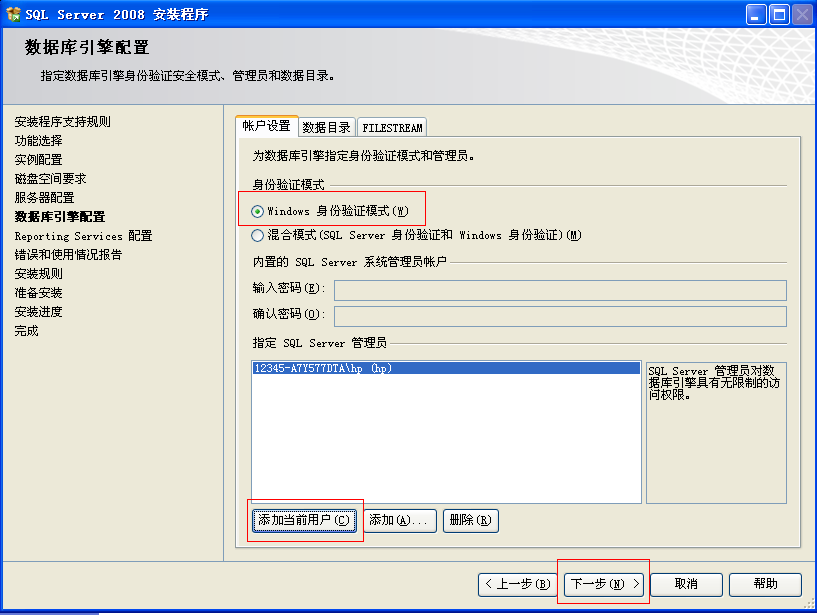 SQL Server 2008 安装程序
数据库引擎配置
指定数据库引擎身份验证安全模式、管理员和数据目录。
安装程序支持规则
功能选择
实例配置
磁盘空间要求
服务器配置
数据库引擎配置
Reporting Services 配置
错误和使用情况报告
安装规则
准备安装
安装进度
完成
帐户设置 数据目录 FILESTREAM
为数据库引擎指定身份验证模式和管理员。
身份验证模式
Windows 身份验证模式(W)
混合模式(SQL Server 身份验证和 Windows 身份验证)(M)
内置的 SQL Server 系统管理员帐户
输入密码(E):
确认密码(O):
指定 SQL Server 管理员
12345-A7Y577DTA\hp (hp)
SQL Server 管理员对数
据库引擎具有无限制的访
问权限。
添加当前用户(C) 添加(A)... 删除(R)
< 上一步(B) 下一步(N) > 取消 帮助